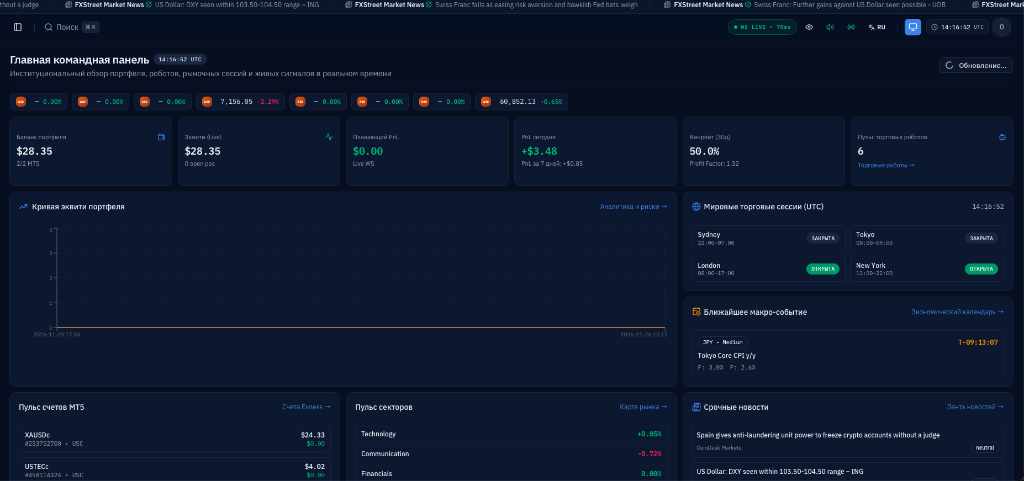 hout a judge · FXStreet Market News US Dollar: DXY seen within 103.50-104.50 range – ING · FXStreet Market News Swiss Franc falls as easing risk aversion and hawkish Fed bets weigh · FXStreet Market News Swiss Franc: Further gains against US Dollar seen possible - UOB · FXStreet Mar
Поиск ⌘K
WS LIVE · 70ms RU 14:16:52 UTC 0
Главная командная панель 14:16:52 UTC
Институциональный обзор портфеля, роботов, рыночных сессий и живых сигналов в реальном времени
Обновление...
— 0.00% — 0.00% — 0.00% 7,156.85 -2.29% — 0.00% — 0.00% — 0.00% 60,852.13 +0.65%
Баланс портфеля
$28.35
2/2 MT5
Эквити (Live)
$28.35
0 open pos
Плавающий PnL
$0.00
Live WS
PnL сегодня
+$3.48
PnL за 7 дней: +$0.85
Вин-рейт (30д)
50.0%
Profit Factor: 1.32
Пульс торговых роботов
6
Торговые роботы →
Кривая эквити портфеля
Аналитика и риски →
Мировые торговые сессии (UTC) 14:16:52
Sydney ЗАКРЫТА
22:00-07:00
Tokyo ЗАКРЫТА
00:00-09:00
London ОТКРЫТА
08:00-17:00
New York ОТКРЫТА
13:00-22:00
Ближайшее макро-событие
Экономический календарь →
JPY • Medium T-09:13:07
Tokyo Core CPI y/y
F: 3.0% P: 2.6%
Пульс счетов MT5
Счета Exness →
XAUSDc $24.33
$0.00
USTECc $4.02
$0.00
Пульс секторов
Карта рынка →
Technology +0.05%
Communication -0.72%
Financials 0.00%
Срочные новости
Лента новостей →
Spain gives anti-laundering unit power to freeze crypto accounts without a judge
CoinDesk Markets neutral
US Dollar: DXY seen within 103.50-104.50 range – ING